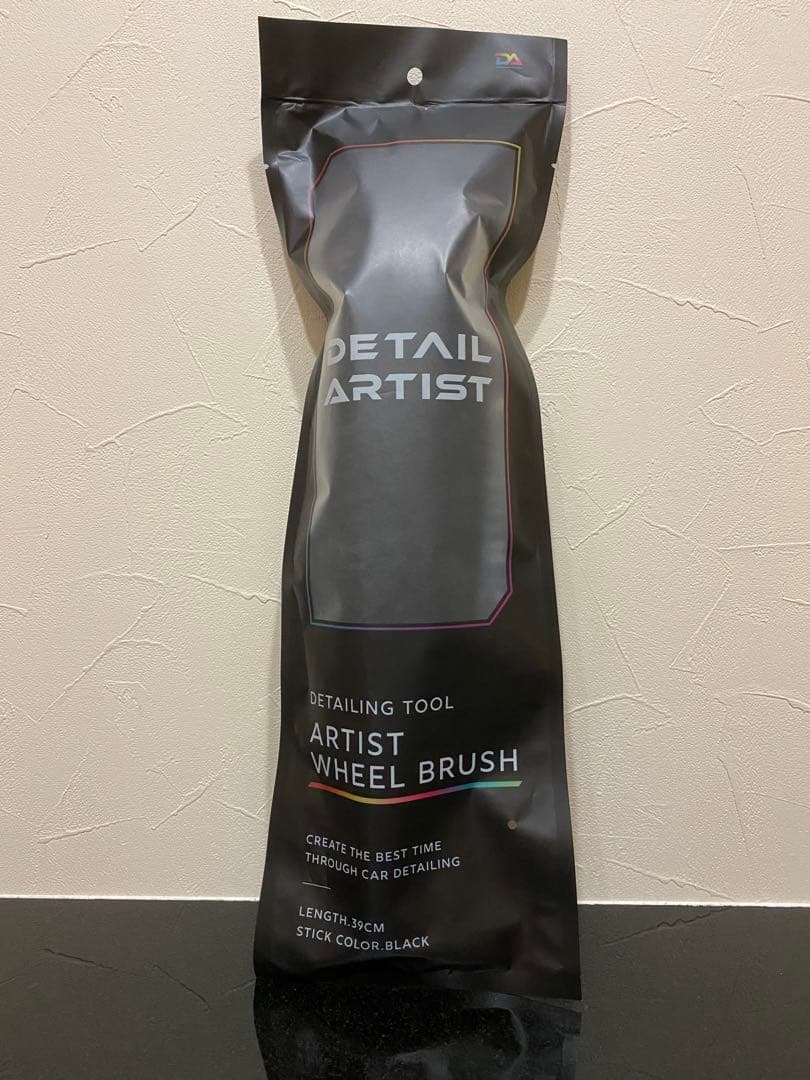 DA
DETAIL
ARTIST
DETAILING TOOL
ARTIST
WHEEL BRUSH
CREATE THE BEST TIME
THROUGH CAR DETAILING
LENGTH.39CM
STICK COLOR.BLACK